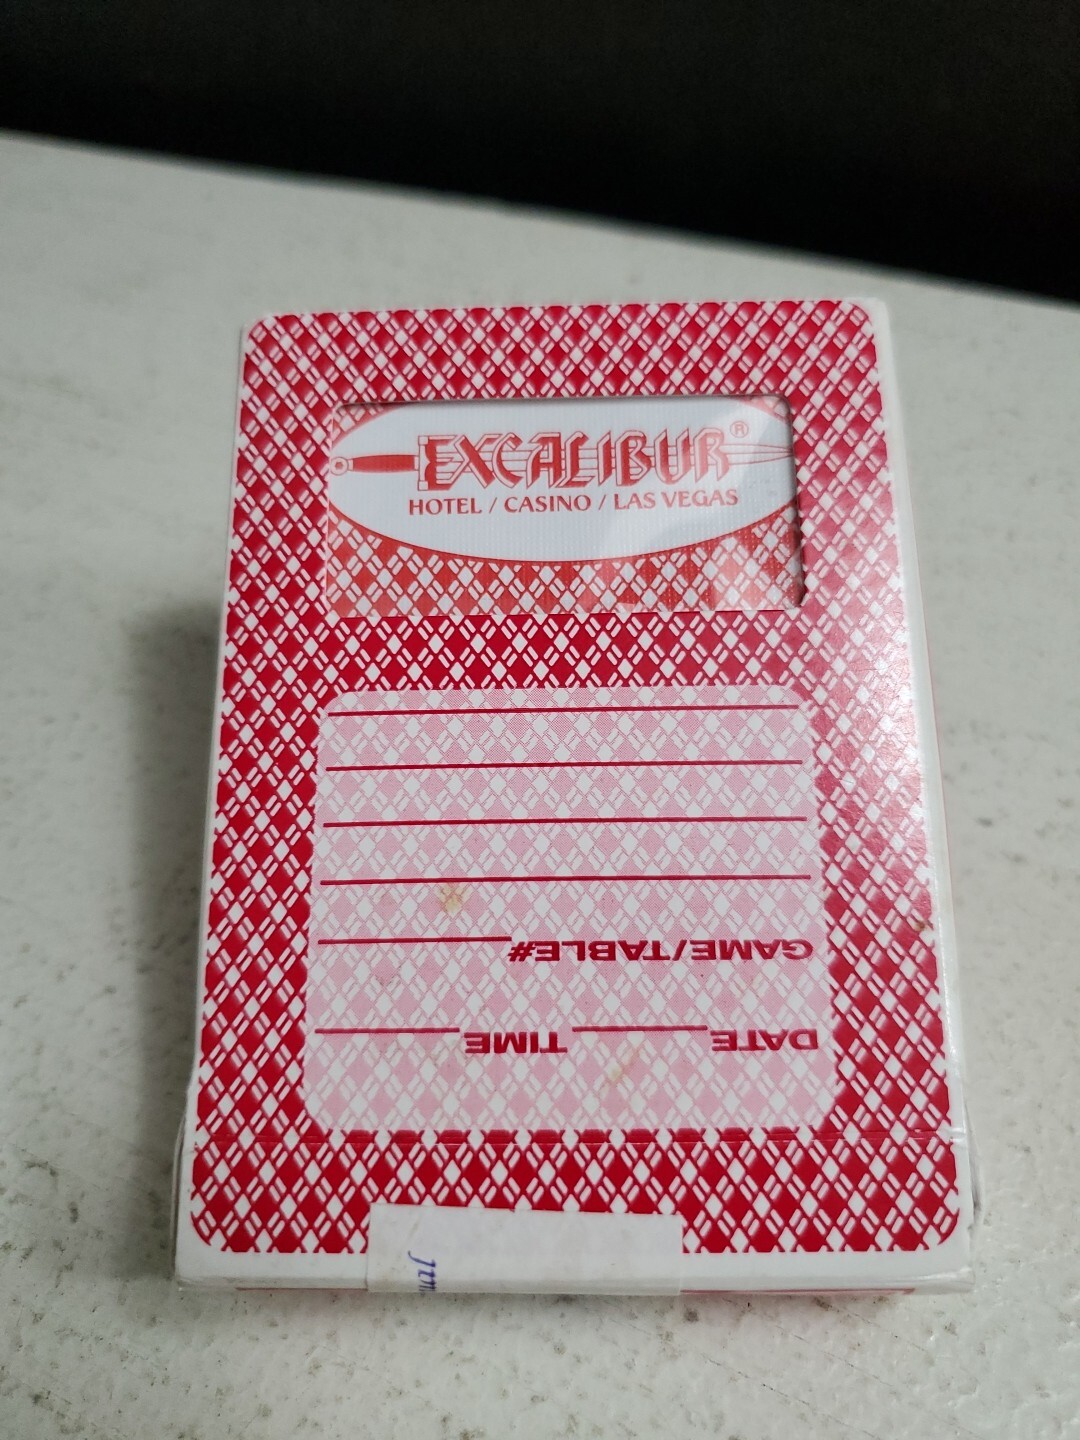 EXCALIBUR®
HOTEL / CASINO / LAS VEGAS
DATE TIME
GAME/TABLE#